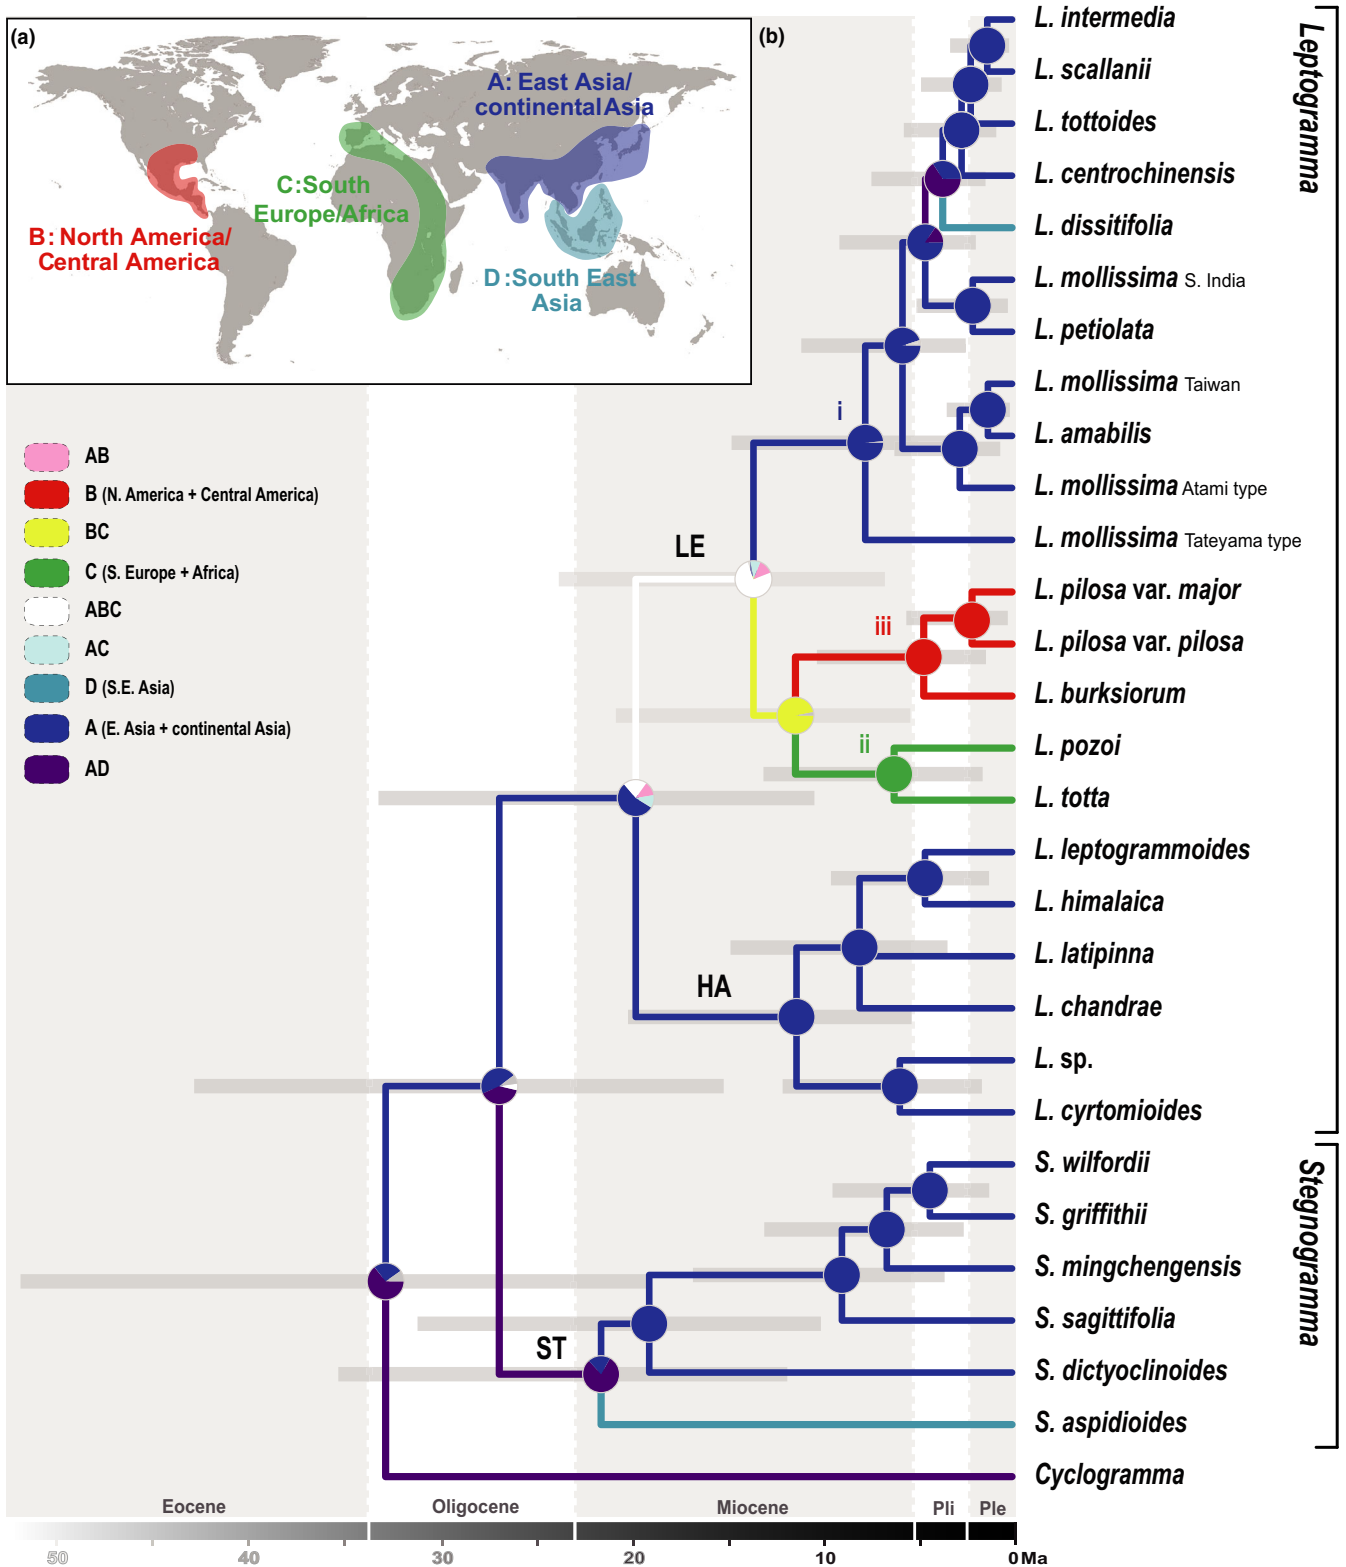 (a)
A: East Asia/
continental Asia
C:South
Europe/Africa
B: North America/
Central America
D:South East
Asia
(b)
AB
B (N. America + Central America)
BC
C (S. Europe + Africa)
ABC
AC
D (S.E. Asia)
A (E. Asia + continental Asia)
AD
i
LE
iii
ii
HA
ST
L. intermedia
L. scallanii
L. tottoides
L. centrochinensis
L. dissitifolia
L. mollissima S. India
L. petiolata
L. mollissima Taiwan
L. amabilis
L. mollissima Atami type
L. mollissima Tateyama type
L. pilosa var. major
L. pilosa var. pilosa
L. burksiorum
L. pozoi
L. totta
L. leptogrammoides
L. himalaica
L. latipinna
L. chandrae
L. sp.
L. cyrtomioides
S. wilfordii
S. griffithii
S. mingchengensis
S. sagittifolia
S. dictyoclinoides
S. aspidioides
Cyclogramma
Leptogramma
Stegnogramma
Eocene Oligocene Miocene Pli Ple
50 40 30 20 10 0 Ma